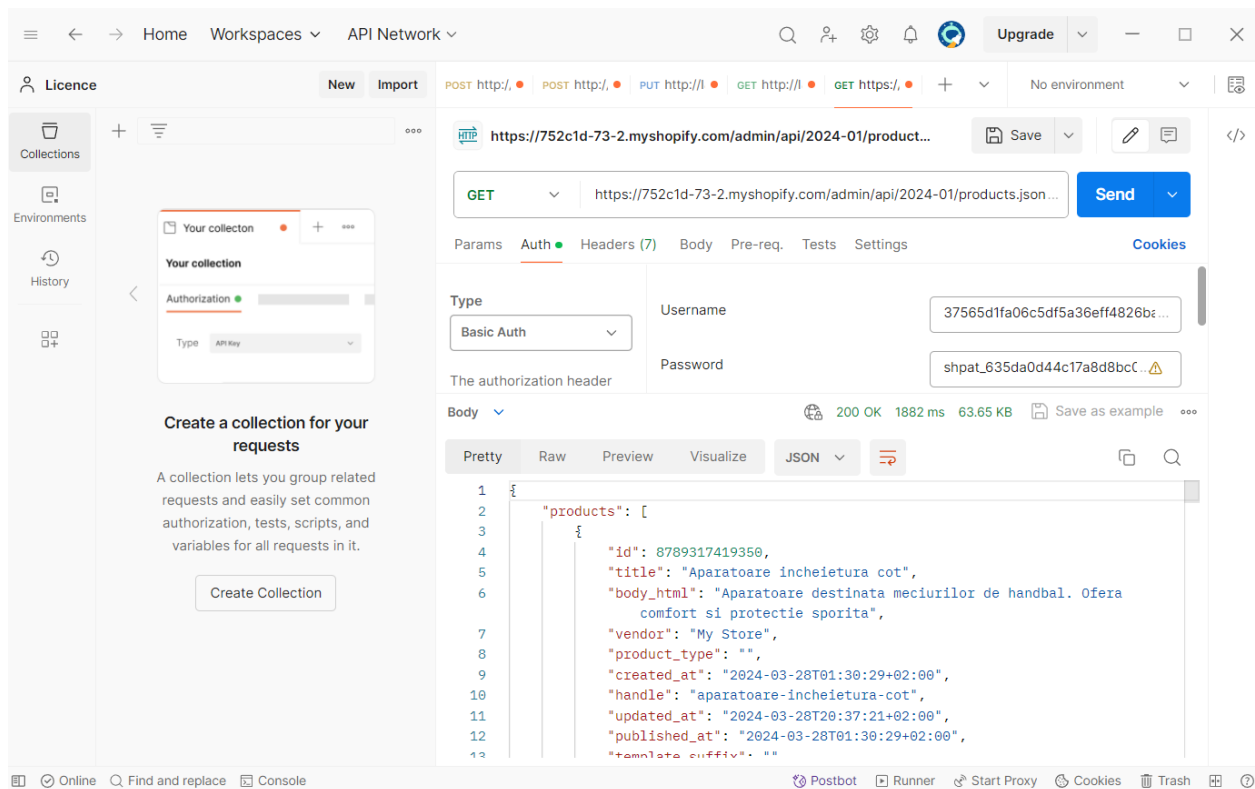 Home Workspaces API Network Upgrade
Licence New Import
POST http:/, POST http:/, PUT http://l GET http://l GET https:/, No environment
Collections
Environments
History
Your collecton
Your collection
Authorization
Type API Key
Create a collection for your
requests
A collection lets you group related
requests and easily set common
authorization, tests, scripts, and
variables for all requests in it.
Create Collection
HTTP https://752c1d-73-2.myshopify.com/admin/api/2024-01/product... Save
GET https://752c1d-73-2.myshopify.com/admin/api/2024-01/products.json ... Send
Params Auth Headers (7) Body Pre-req. Tests Settings Cookies
Type
Basic Auth
The authorization header
Username 37565d1fa06c5df5a36eff4826ba ...
Password shpat_635da0d44c17a8d8bc0 ...
Body 200 OK 1882 ms 63.65 KB Save as example
Pretty Raw Preview Visualize JSON
1 {
2 "products": [
3 {
4 "id": 8789317419350,
5 "title": "Aparatoare incheietura cot",
6 "body_html": "Aparatoare destinata meciurilor de handbal. Ofera
comfort si protectie sporita",
7 "vendor": "My Store",
8 "product_type": "",
9 "created_at": "2024-03-28T01:30:29+02:00",
10 "handle": "aparatoare-incheietura-cot",
11 "updated_at": "2024-03-28T20:37:21+02:00",
12 "published_at": "2024-03-28T01:30:29+02:00",
13 "template_suffix": ""
Online Find and replace Console Postbot Runner Start Proxy Cookies Trash